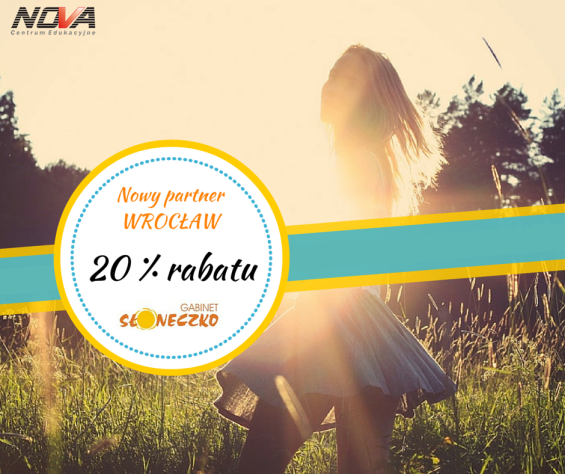 NOVA
Centrum Edukacyjne
Nowy partner
WROCŁAW
20 % rabatu
GABINET
SŁONECZKO